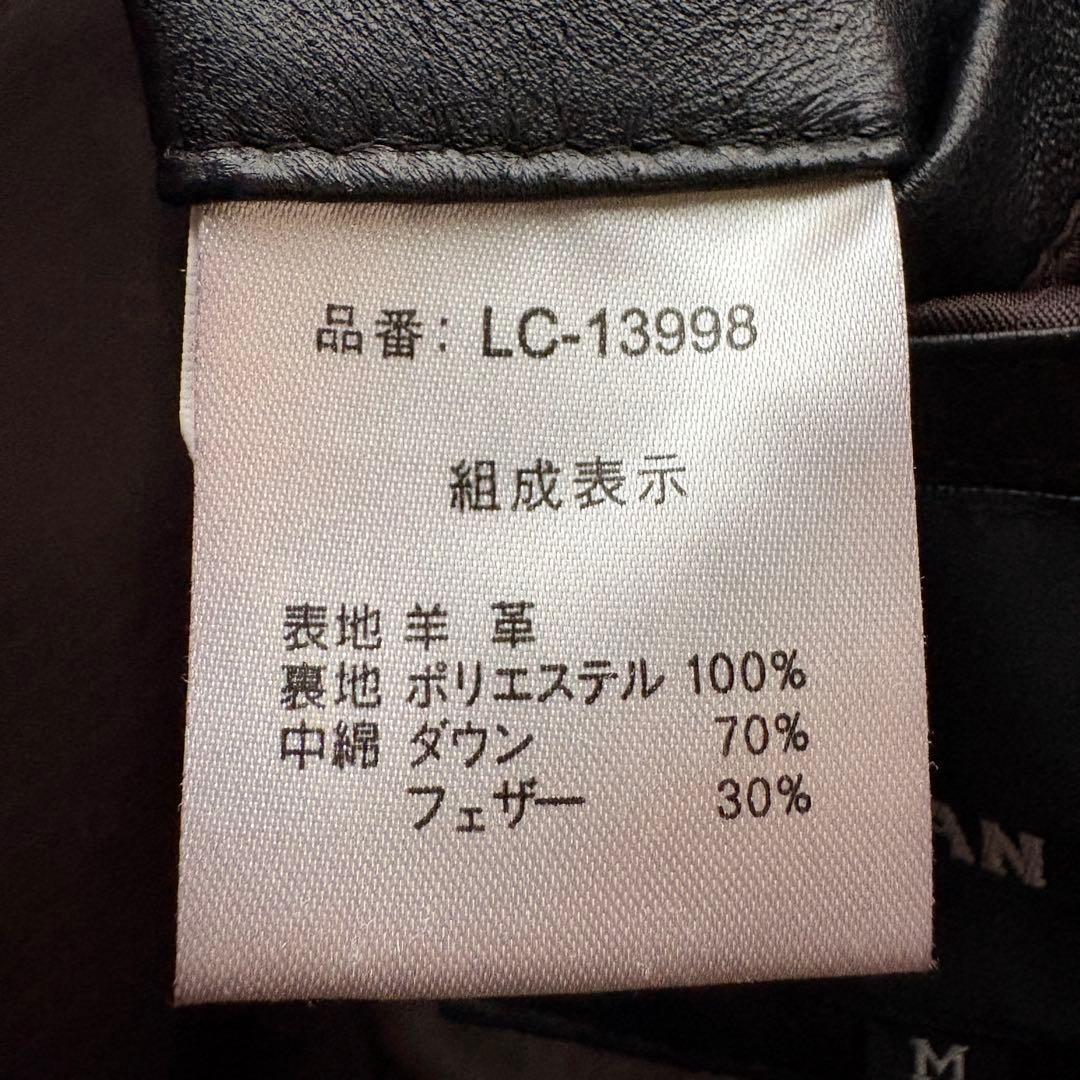 品番: LC-13998
組成表示
表地 羊 革
裏地 ポリエステル 100%
中綿 ダウン 70%
フェザー 30%
AN
M